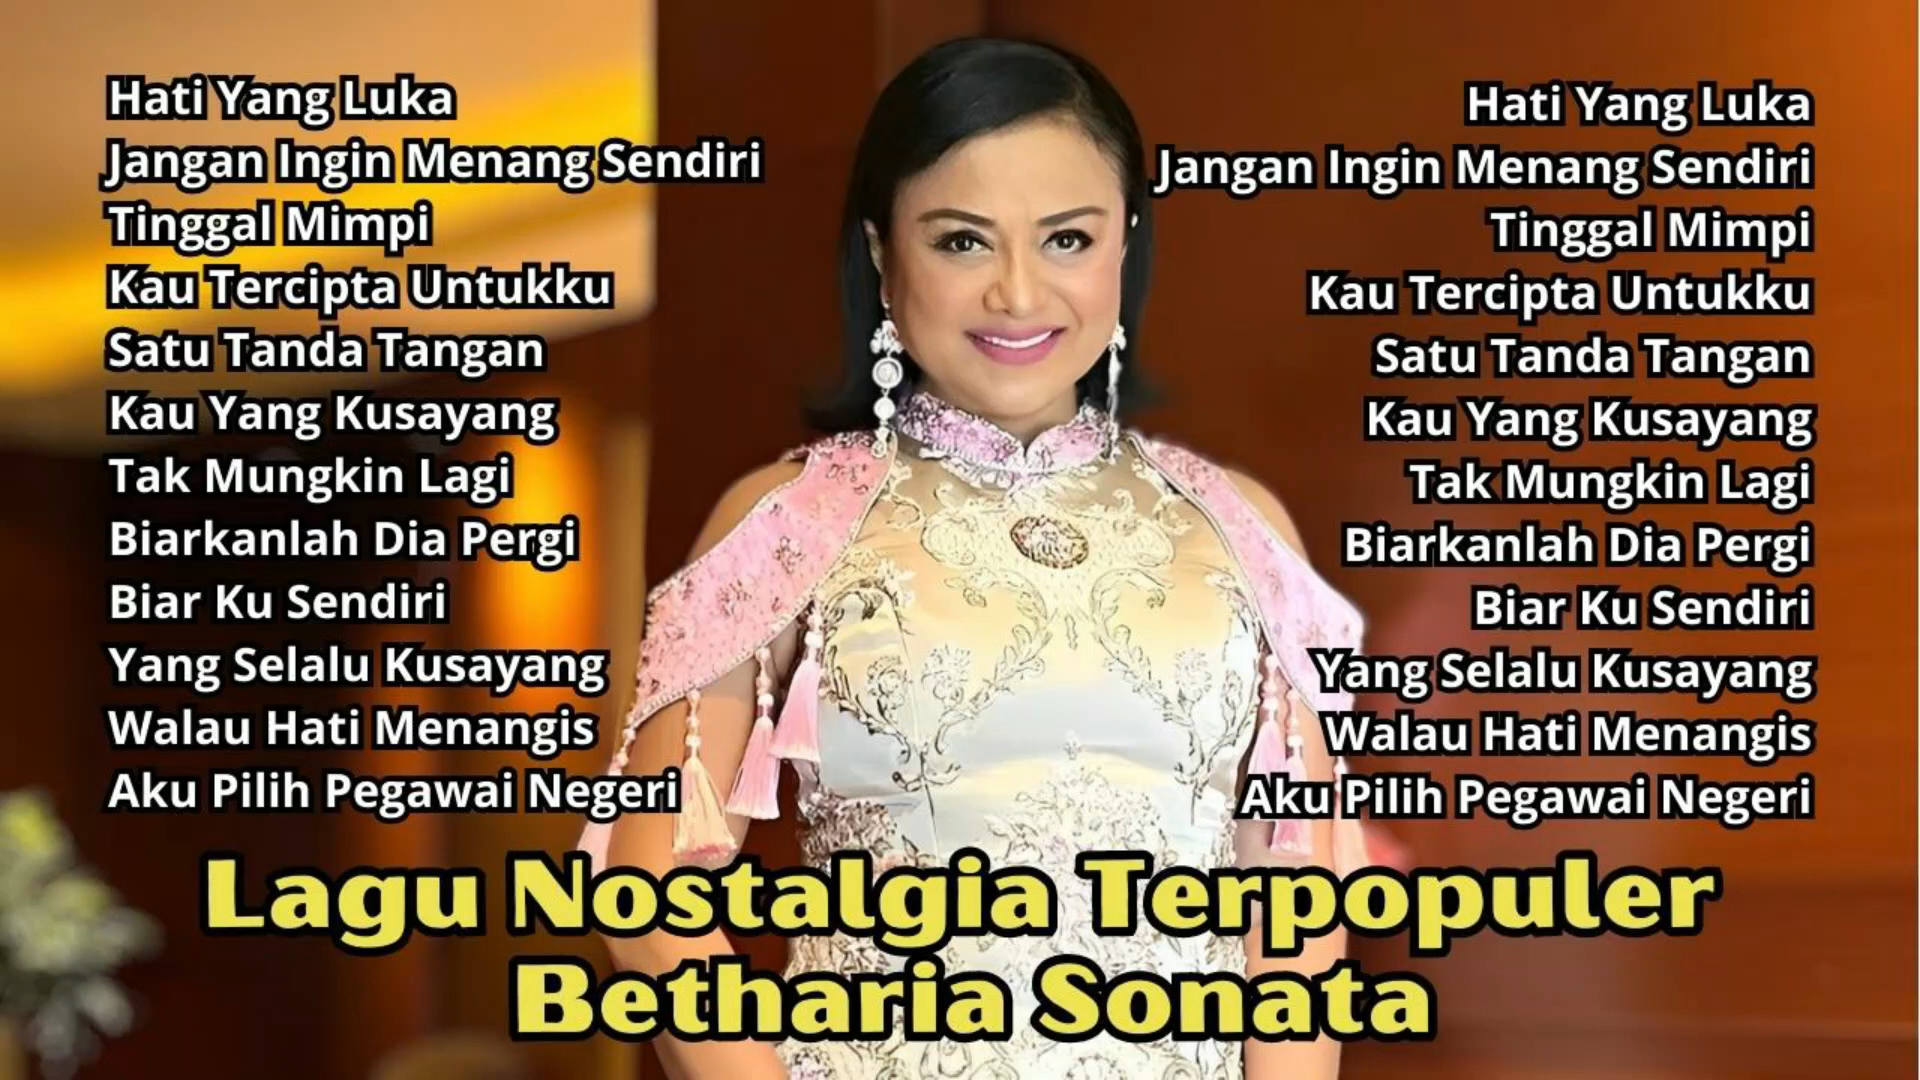 Hati Yang Luka
Jangan Ingin Menang Sendiri
Tinggal Mimpi
Kau Tercipta Untukku
Satu Tanda Tangan
Kau Yang Kusayang
Tak Mungkin Lagi
Biarkanlah Dia Pergi
Biar Ku Sendiri
Yang Selalu Kusayang
Walau Hati Menangis
Aku Pilih Pegawai Negeri
Hati Yang Luka
Jangan Ingin Menang Sendiri
Tinggal Mimpi
Kau Tercipta Untukku
Satu Tanda Tangan
Kau Yang Kusayang
Tak Mungkin Lagi
Biarkanlah Dia Pergi
Biar Ku Sendiri
Yang Selalu Kusayang
Walau Hati Menangis
Aku Pilih Pegawai Negeri
Lagu Nostalgia Terpopuler
Betharia Sonata